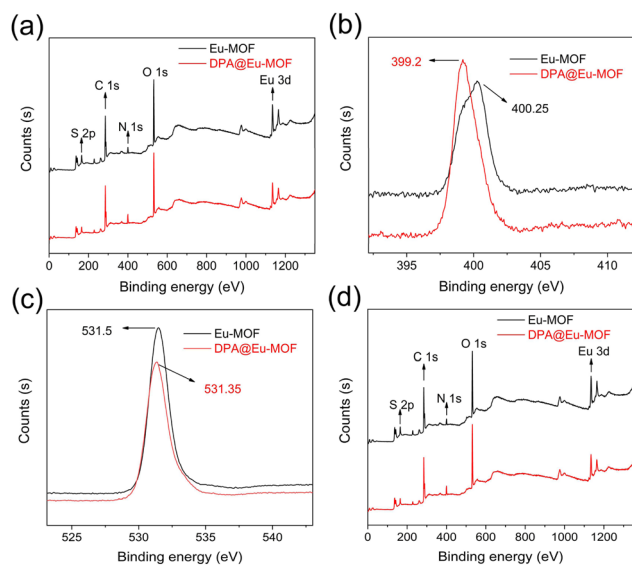 (a)
Eu-MOF
DPA@Eu-MOF
O 1s
C 1s
Eu 3d
S 2p
N 1s
Counts (s)
0 200 400 600 800 1000 1200
Binding energy (eV)
(b)
Eu-MOF
DPA@Eu-MOF
399.2
400.25
Counts (s)
395 400 405 410
Binding energy (eV)
(c)
Eu-MOF
DPA@Eu-MOF
531.5
531.35
Counts (s)
525 530 535 540
Binding energy (eV)
(d)
Eu-MOF
DPA@Eu-MOF
O 1s
C 1s
Eu 3d
S 2p
N 1s
Counts (s)
0 200 400 600 800 1000 1200
Binding energy (eV)